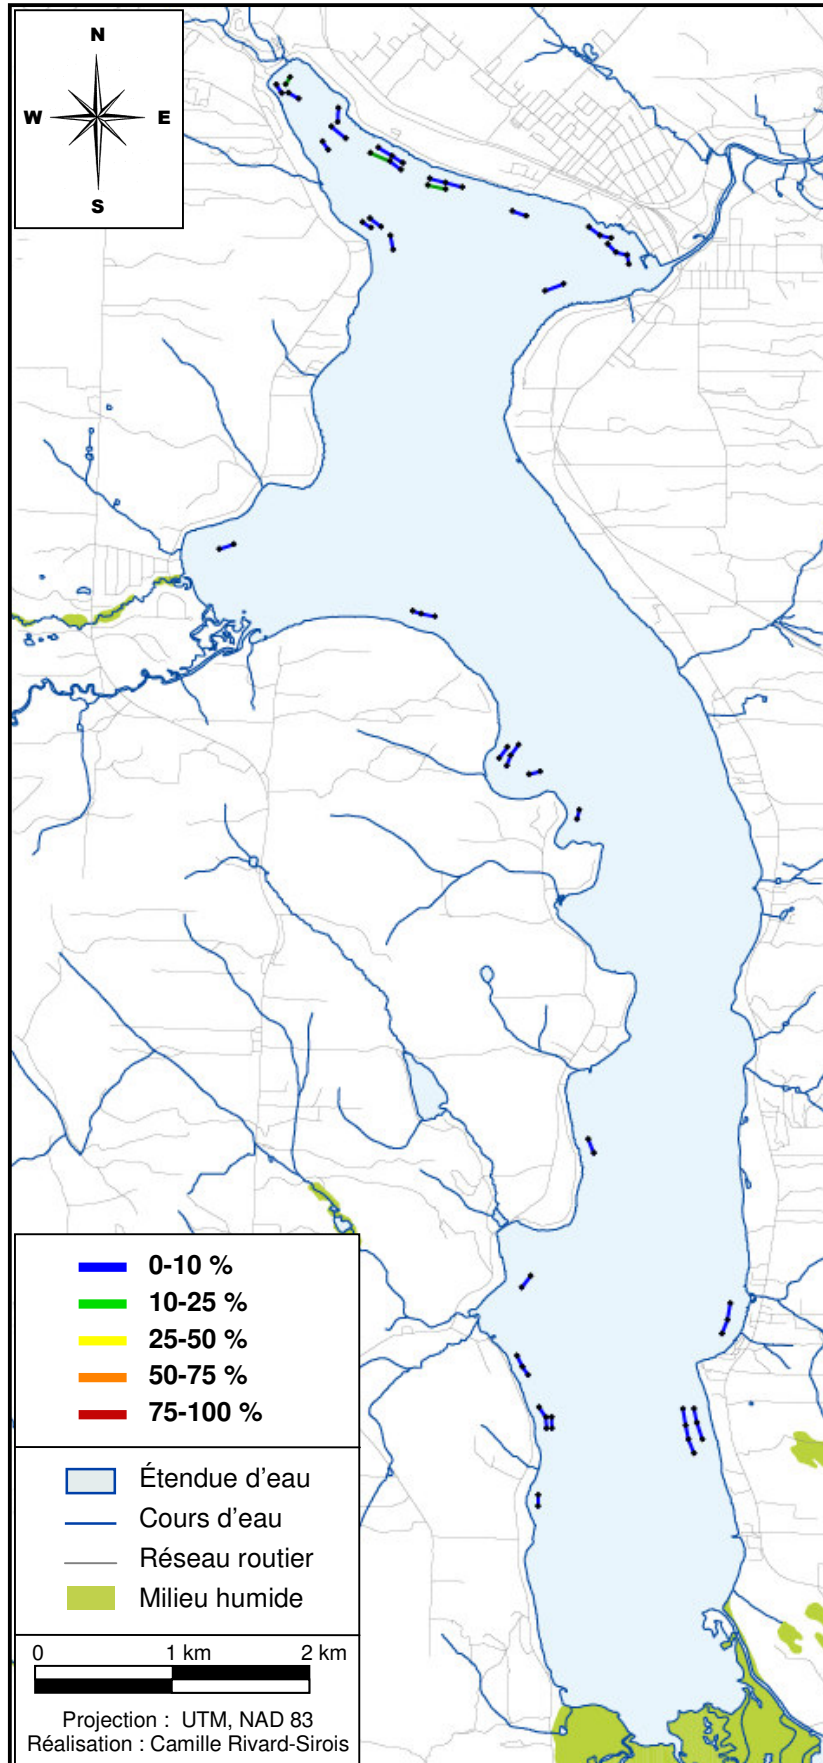 N
W E
S
0-10 %
10-25 %
25-50 %
50-75 %
75-100 %
Étendue d'eau
Cours d'eau
Réseau routier
Milieu humide
0 1 km 2 km
Projection : UTM, NAD 83
Réalisation : Camille Rivard-Sirois